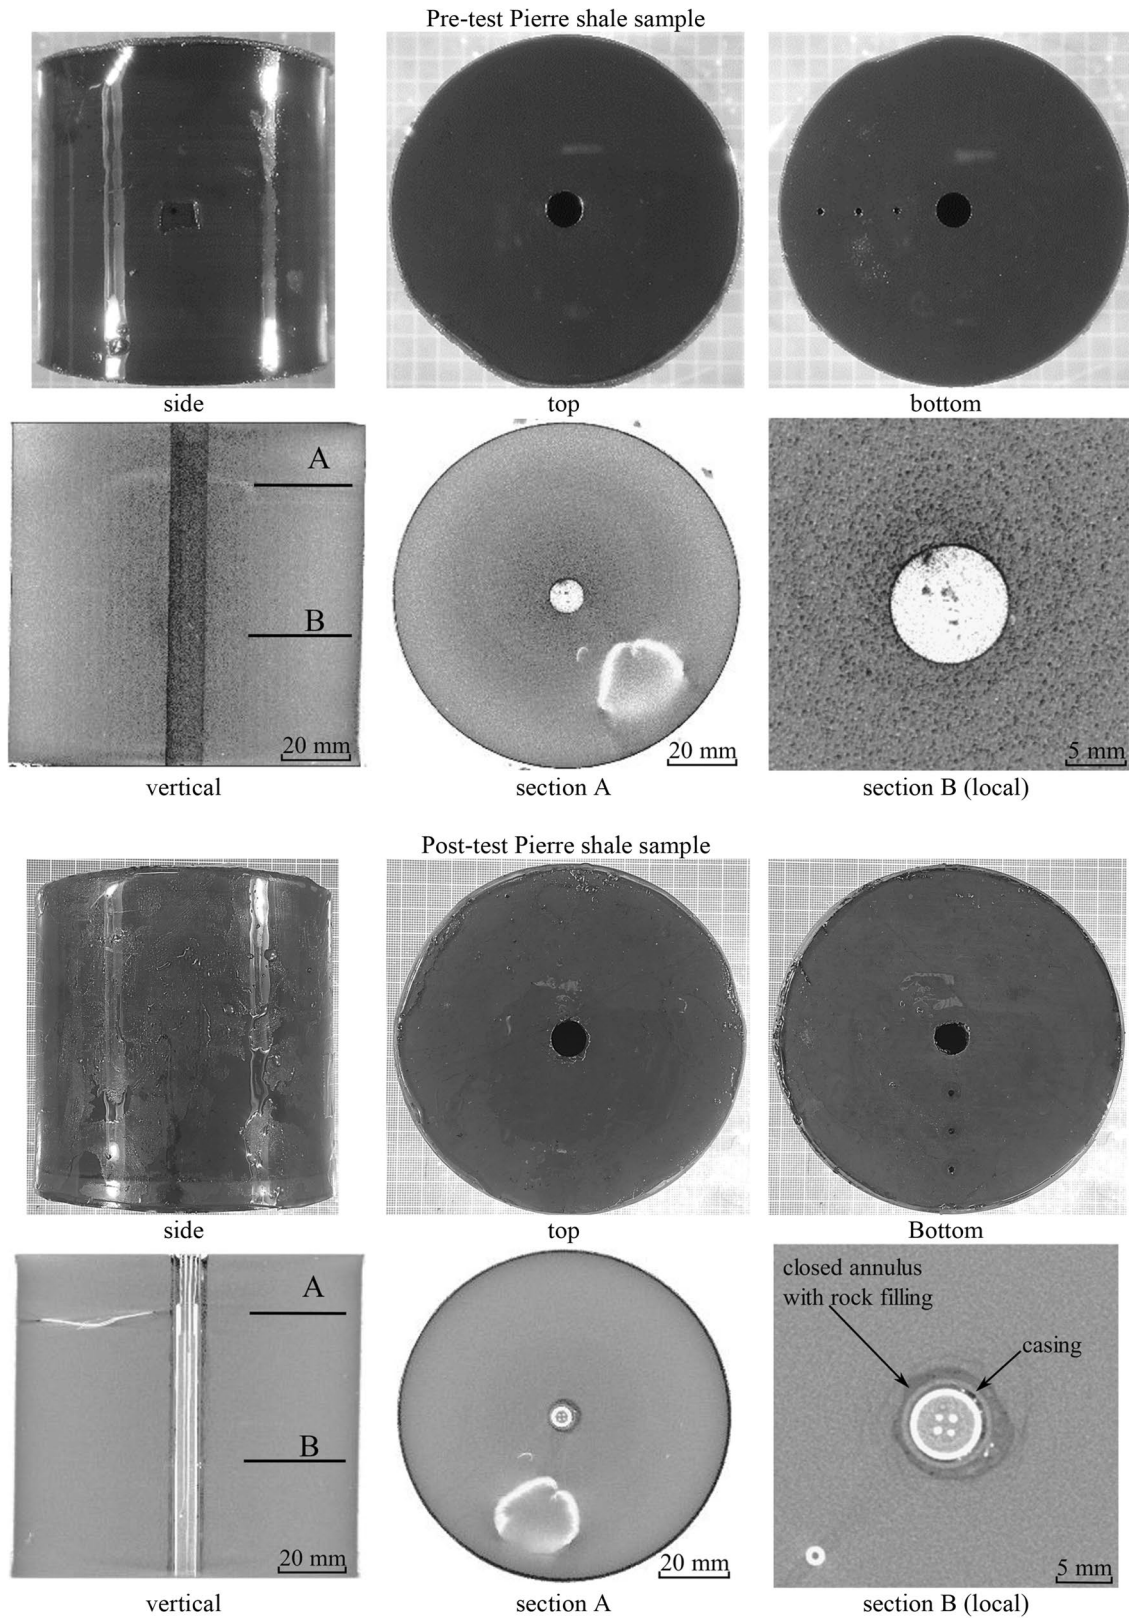 Pre-test Pierre shale sample
side
top
bottom
A
B
20 mm
20 mm
5 mm
vertical
section A
section B (local)
Post-test Pierre shale sample
side
top
Bottom
A
B
20 mm
20 mm
closed annulus
with rock filling
casing
5 mm
vertical
section A
section B (local)